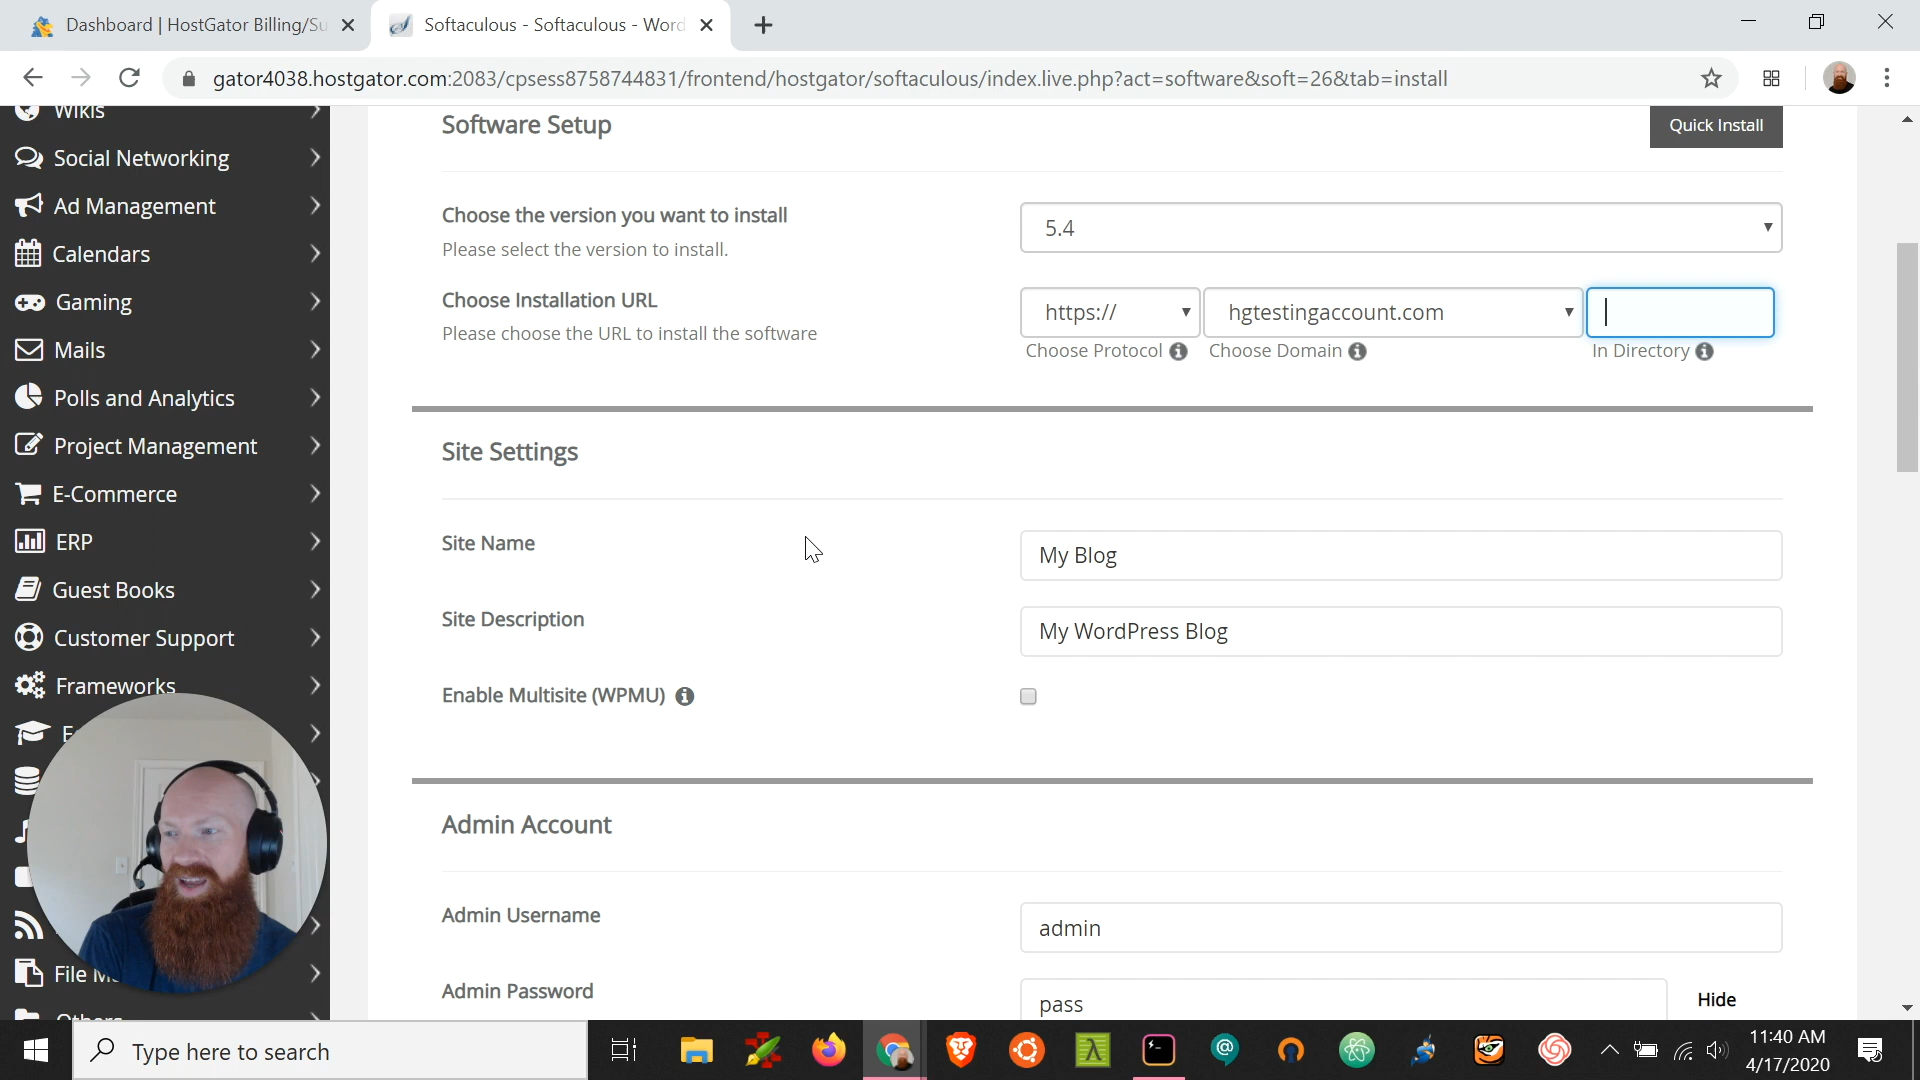 Dashboard | HostGator Billing/Su
Softaculous - Softaculous - Word
gator4038.hostgator.com:2083/cpsess8758744831/frontend/hostgator/softaculous/index.live.php?act=software&soft=26&tab=install
Wikis
Social Networking
Ad Management
Calendars
Gaming
Mails
Polls and Analytics
Project Management
E-Commerce
ERP
Guest Books
Customer Support
Frameworks
File
Others
Software Setup
Quick Install
Choose the version you want to install
Please select the version to install.
5.4
Choose Installation URL
Please choose the URL to install the software
https://
hgtestingaccount.com
Choose Protocol
Choose Domain
In Directory
Site Settings
Site Name
My Blog
Site Description
My WordPress Blog
Enable Multisite (WPMU)
Admin Account
Admin Username
admin
Admin Password
pass
Hide
Type here to search
11:40 AM
4/17/2020